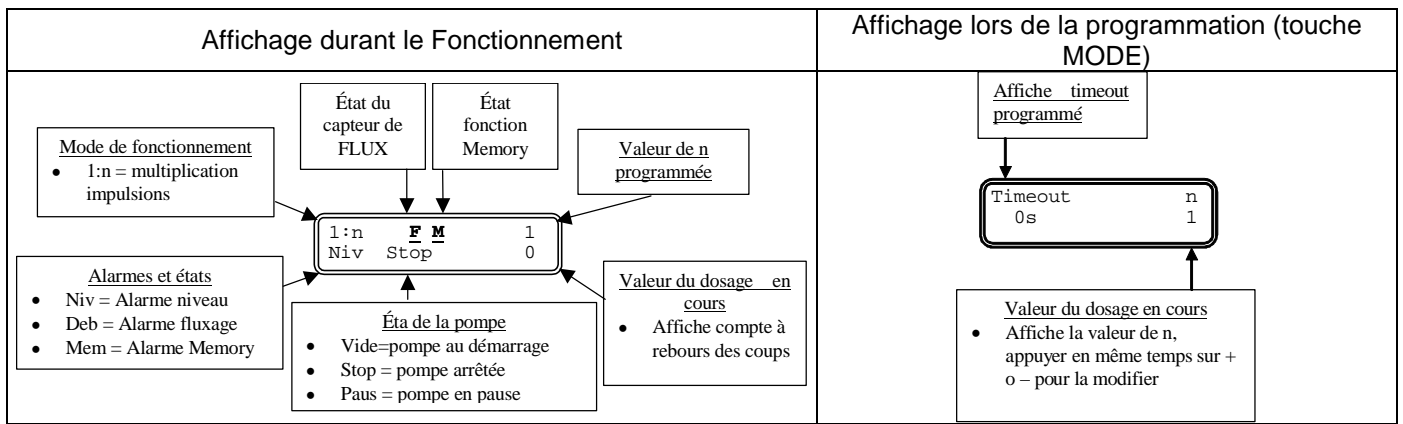 Affichage durant le Fonctionnement
Affichage lors de la programmation (touche
MODE)
État du
capteur de
FLUX
État
fonction
Memory
Mode de fonctionnement
• 1:n = multiplication
impulsions
Valeur de n
programmée
1:n F M 1
Niv Stop 0
Alarmes et états
• Niv = Alarme niveau
• Deb = Alarme fluxage
• Mem = Alarme Memory
Éta de la pompe
• Vide=pompe au démarrage
• Stop = pompe arrêtée
• Paus = pompe en pause
Valeur du dosage en
cours
• Affiche compte à
rebours des coups
Affiche timeout
programmé
Timeout n
0s 1
Valeur du dosage en cours
• Affiche la valeur de n,
appuyer en même temps sur +
o – pour la modifier